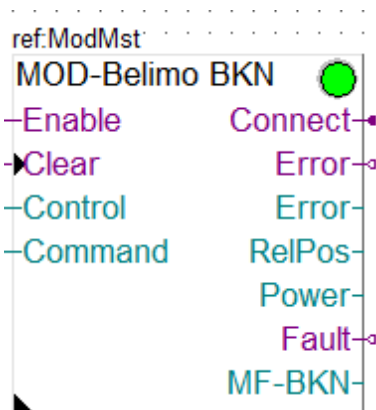 ref:ModMst
MOD-Belimo BKN
Enable Connect
Clear Error
Control Error
Command RelPos
Power
Fault
MF-BKN